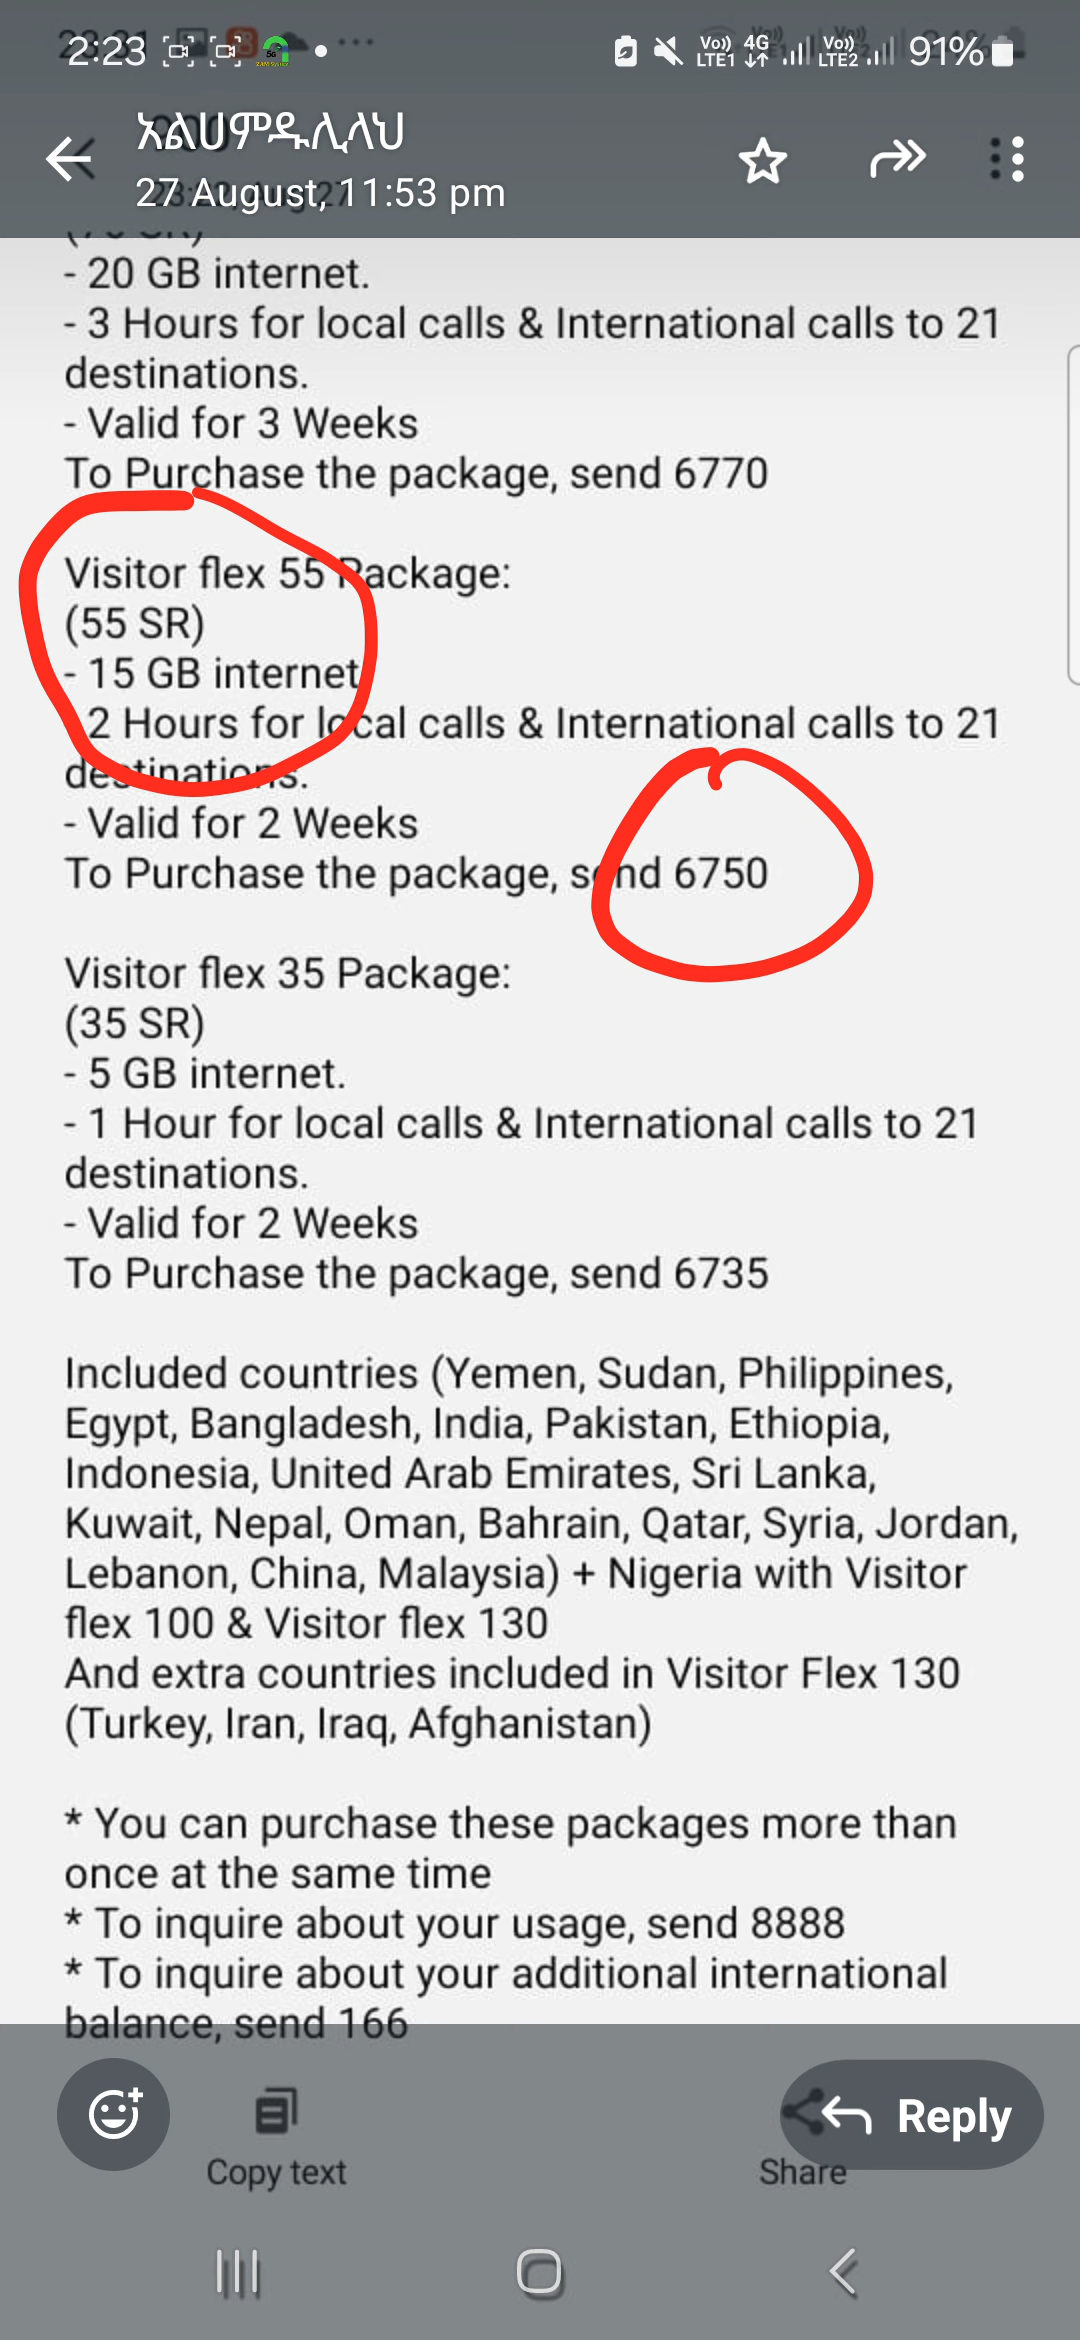 2:23
Vo)) LTE1 4G Vo)) LTE2 91%
አልሀምዱሊላህ
27 August, 11:53 pm
- 20 GB internet.
- 3 Hours for local calls & International calls to 21
destinations.
- Valid for 3 Weeks
To Purchase the package, send 6770
Visitor flex 55 Package:
(55 SR)
- 15 GB internet
2 Hours for local calls & International calls to 21
destinations.
- Valid for 2 Weeks
To Purchase the package, send 6750
Visitor flex 35 Package:
(35 SR)
- 5 GB internet.
- 1 Hour for local calls & International calls to 21
destinations.
- Valid for 2 Weeks
To Purchase the package, send 6735
Included countries (Yemen, Sudan, Philippines,
Egypt, Bangladesh, India, Pakistan, Ethiopia,
Indonesia, United Arab Emirates, Sri Lanka,
Kuwait, Nepal, Oman, Bahrain, Qatar, Syria, Jordan,
Lebanon, China, Malaysia) + Nigeria with Visitor
flex 100 & Visitor flex 130
And extra countries included in Visitor Flex 130
(Turkey, Iran, Iraq, Afghanistan)
* You can purchase these packages more than
once at the same time
* To inquire about your usage, send 8888
* To inquire about your additional international
balance, send 166
Reply
Copy text
Share